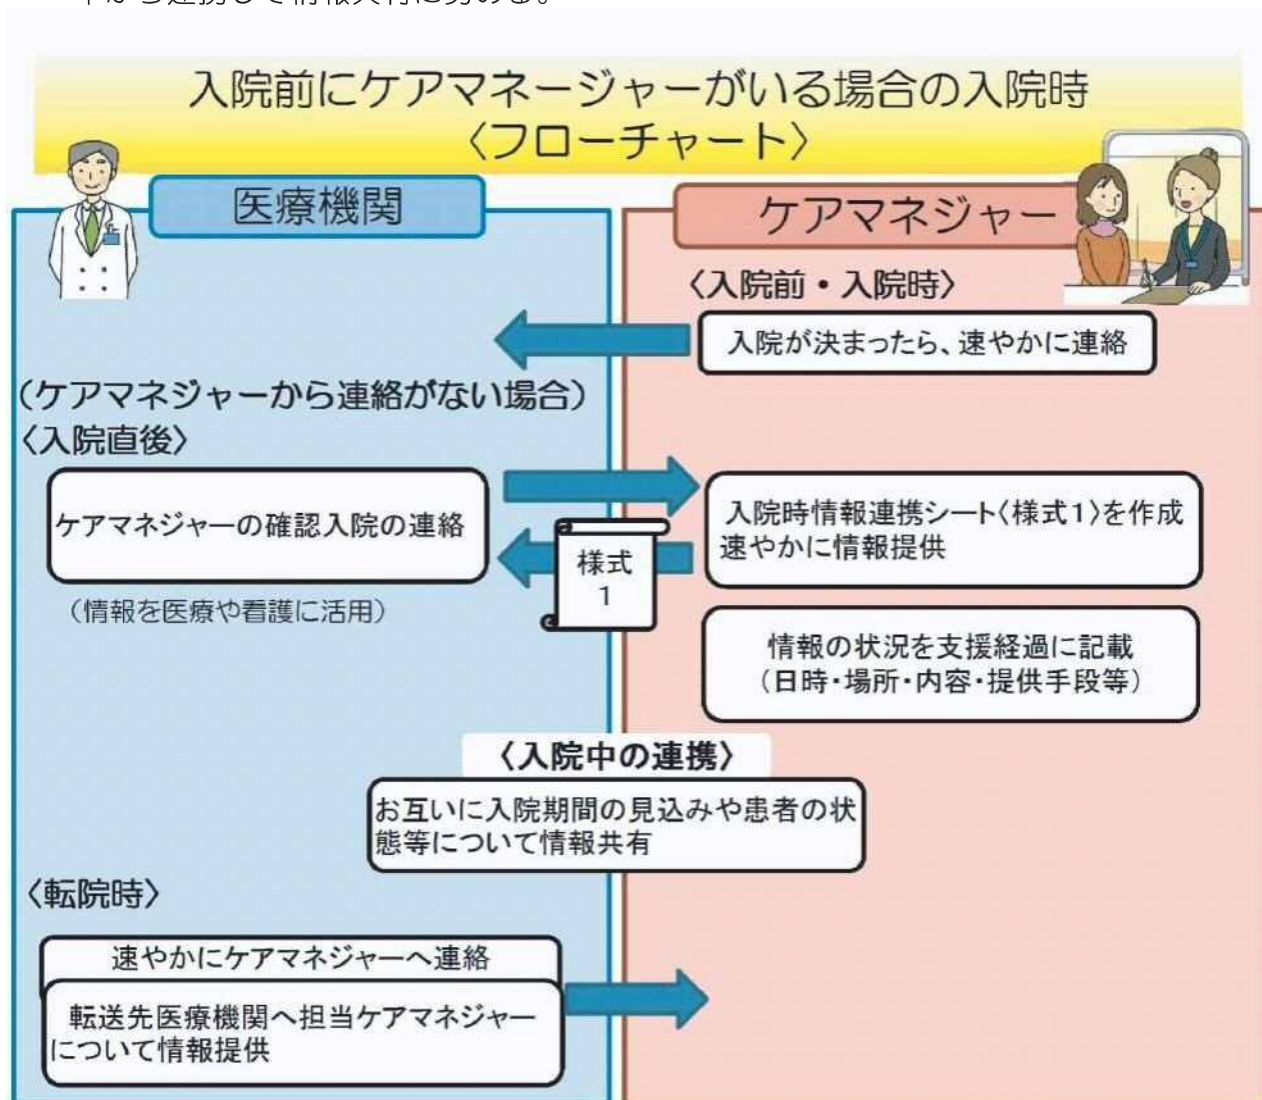 入院前にケアマネージャーがいる場合の入院時
〈フローチャート〉
医療機関
ケアマネジャー
〈入院前・入院時〉
入院が決まったら、速やかに連絡
(ケアマネジャーから連絡がない場合)
〈入院直後〉
ケアマネジャーの確認入院の連絡
(情報を医療や看護に活用)
様式
1
入院時情報連携シート〈様式1〉を作成
速やかに情報提供
情報の状況を支援経過に記載
(日時・場所・内容・提供手段等)
〈入院中の連携〉
お互いに入院期間の見込みや患者の状
態等について情報共有
〈転院時〉
速やかにケアマネジャーへ連絡
転送先医療機関へ担当ケアマネジャー
について情報提供